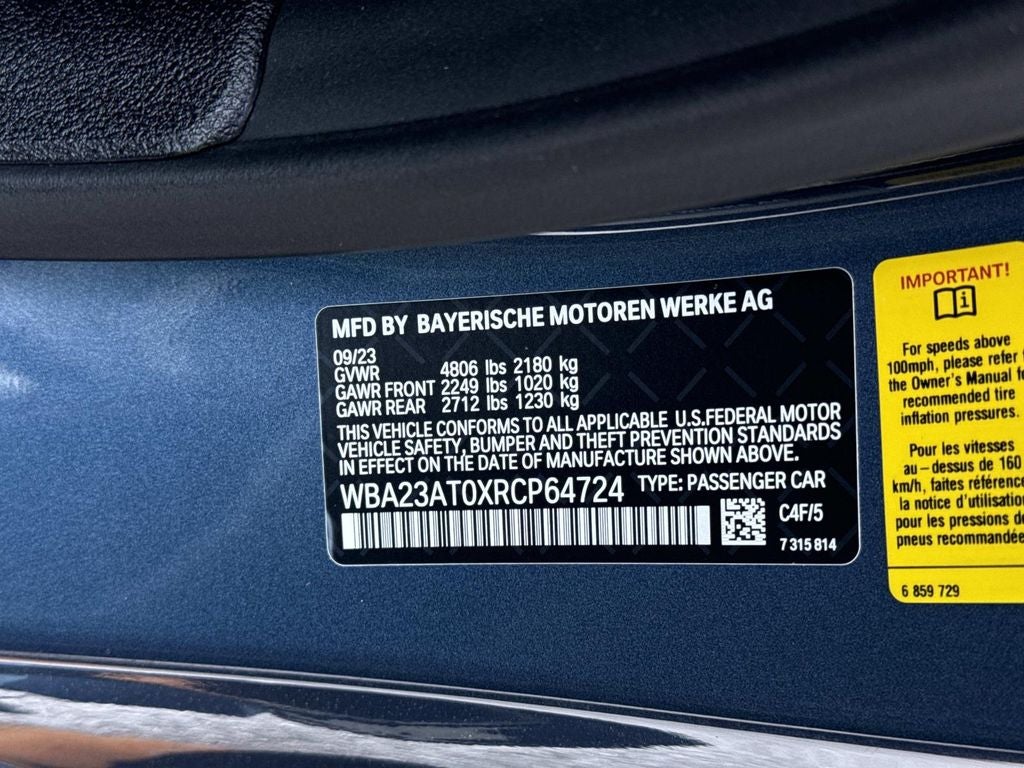 MFD BY BAYERISCHE MOTOREN WERKE AG
09/23
GVWR 4806 lbs 2180 kg
GAWR FRONT 2249 lbs 1020 kg
GAWR REAR 2712 lbs 1230 kg
THIS VEHICLE CONFORMS TO ALL APPLICABLE U.S.FEDERAL MOTOR
VEHICLE SAFETY, BUMPER AND THEFT PREVENTION STANDARDS
IN EFFECT ON THE DATE OF MANUFACTURE SHOWN ABOVE.
WBA23AT0XRCP64724 TYPE: PASSENGER CAR
C4F/5
7 315 814
IMPORTANT!
For speeds above
100mph, please refer
the Owner's Manual
recommended tire
inflation pressures.
Pour les vitesses
au-dessus de 160
km/h, faites référence
la notice d'utilisation
pour les pressions
pneus
6 859 729